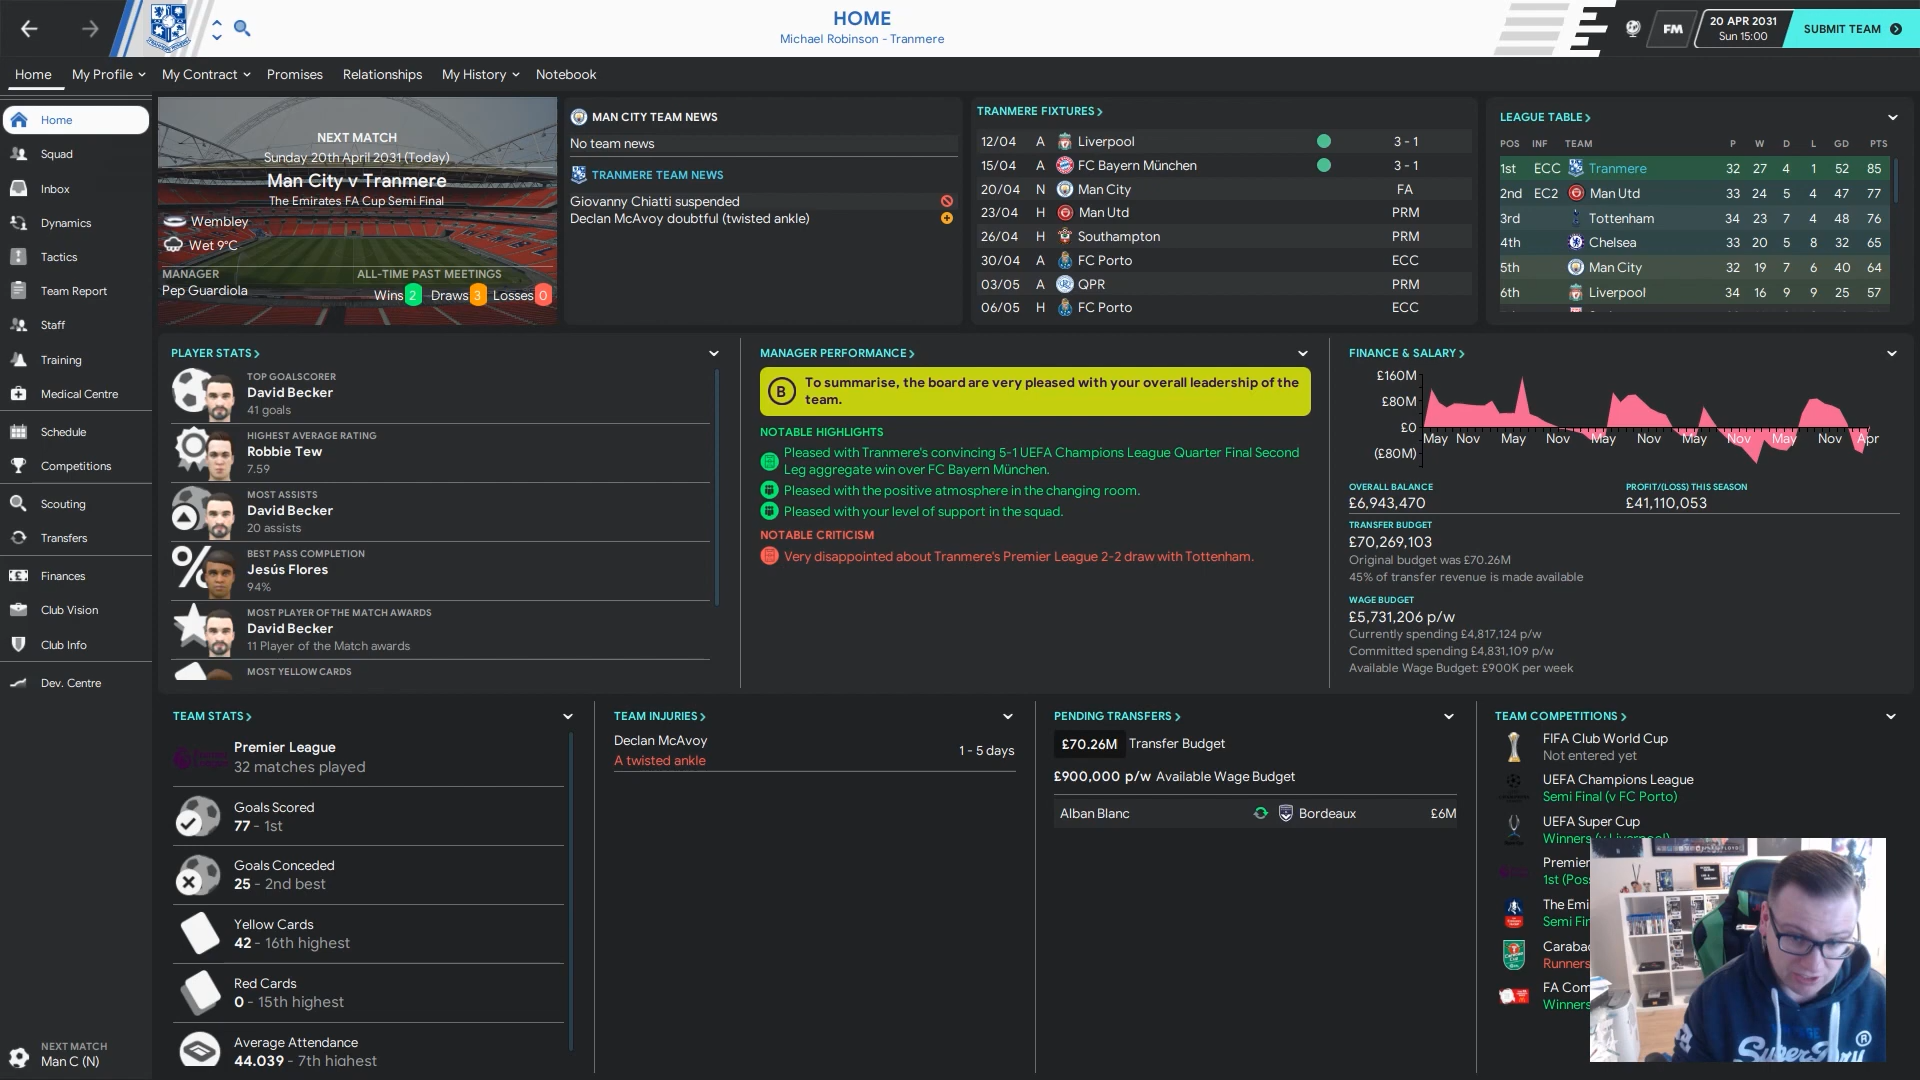 HOME
Michael Robinson - Tranmere
FM
20 APR 2031
Sun 15:00
SUBMIT TEAM
Home
My Profile
My Contract
Promises
Relationships
My History
Notebook
Home
Squad
Inbox
Dynamics
Tactics
Team Report
Staff
Training
Medical Centre
Schedule
Competitions
Scouting
Transfers
Finances
Club Vision
Club Info
Dev. Centre
NEXT MATCH
Man C (N)
NEXT MATCH
Sunday 20th April 2031 (Today)
Man City v Tranmere
The Emirates FA Cup Semi Final
Wembley
Wet 9°C
MANAGER
Pep Guardiola
ALL-TIME PAST MEETINGS
Wins 2 Draws 3 Losses 0
MAN CITY TEAM NEWS
No team news
TRANMERE TEAM NEWS
Giovanny Chiatti suspended
Declan McAvoy doubtful (twisted ankle)
TRANMERE FIXTURES
12/04 A Liverpool 3 - 1
15/04 A FC Bayern München 3 - 1
20/04 N Man City FA
23/04 H Man Utd PRM
26/04 H Southampton PRM
30/04 A FC Porto ECC
03/05 A QPR PRM
06/05 H FC Porto ECC
LEAGUE TABLE
POS INF TEAM P W D L GD PTS
1st ECC Tranmere 32 27 4 1 52 85
2nd EC2 Man Utd 33 24 5 4 47 77
3rd Tottenham 34 23 7 4 48 76
4th Chelsea 33 20 5 8 32 65
5th Man City 32 19 7 6 40 64
6th Liverpool 34 16 9 9 25 57
PLAYER STATS
TOP GOALSCORER
David Becker
41 goals
HIGHEST AVERAGE RATING
Robbie Tew
7.59
MOST ASSISTS
David Becker
20 assists
BEST PASS COMPLETION
Jesús Flores
94%
MOST PLAYER OF THE MATCH AWARDS
David Becker
11 Player of the Match awards
MOST YELLOW CARDS
MANAGER PERFORMANCE
B
To summarise, the board are very pleased with your overall leadership of the
team.
NOTABLE HIGHLIGHTS
Pleased with Tranmere's convincing 5-1 UEFA Champions League Quarter Final Second
Leg aggregate win over FC Bayern München.
Pleased with the positive atmosphere in the changing room.
Pleased with your level of support in the squad.
NOTABLE CRITICISM
Very disappointed about Tranmere's Premier League 2-2 draw with Tottenham.
FINANCE & SALARY
£160M
£80M
£0
(£80M)
May Nov May Nov May Nov May Nov May Nov Apr
OVERALL BALANCE
£6,943,470
PROFIT/(LOSS) THIS SEASON
£41,110,053
TRANSFER BUDGET
£70,269,103
Original budget was £70.26M
45% of transfer revenue is made available
WAGE BUDGET
£5,731,206 p/w
Currently spending £4,817,124 p/w
Committed spending £4,831,109 p/w
Available Wage Budget: £900K per week
TEAM STATS
Premier League
32 matches played
Goals Scored
77 - 1st
Goals Conceded
25 - 2nd best
Yellow Cards
42 - 16th highest
Red Cards
0 - 15th highest
Average Attendance
44.039 - 7th highest
TEAM INJURIES
Declan McAvoy
A twisted ankle
1 - 5 days
PENDING TRANSFERS
£70.26M Transfer Budget
£900,000 p/w Available Wage Budget
Alban Blanc Bordeaux £6M
TEAM COMPETITIONS
FIFA Club World Cup
Not entered yet
UEFA Champions League
Semi Final (v FC Porto)
UEFA Super Cup
Winners (v Liverpool)
Premier
1st (Pos
The Emi
Semi Fin
Caraba
Runners
FA Com
Winners